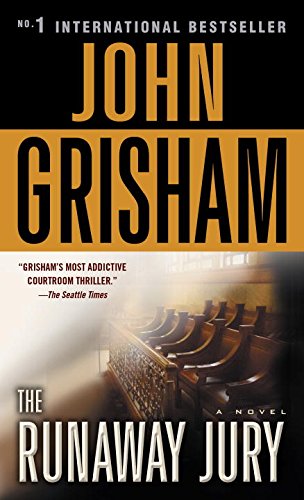 NO. 1 INTERNATIONAL BESTSELLER
JOHN
GRISHAM
"GRISHAM'S MOST ADDICTIVE
COURTROOM THRILLER."
—The Seattle Times
A NOVEL
THE
RUNAWAY JURY